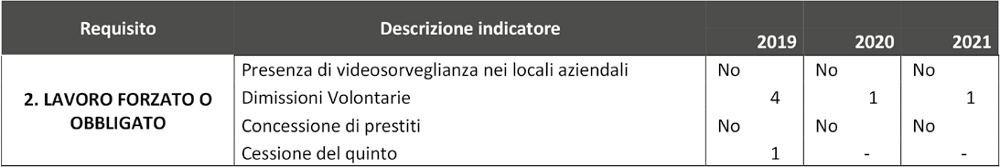 Requisito Descrizione indicatore 2019 2020 2021
2. LAVORO FORZATO O OBBLIGATO
Presenza di videosorveglianza nei locali aziendali No No No
Dimissioni Volontarie 4 1 1
Concessione di prestiti No No No
Cessione del quinto 1 - -